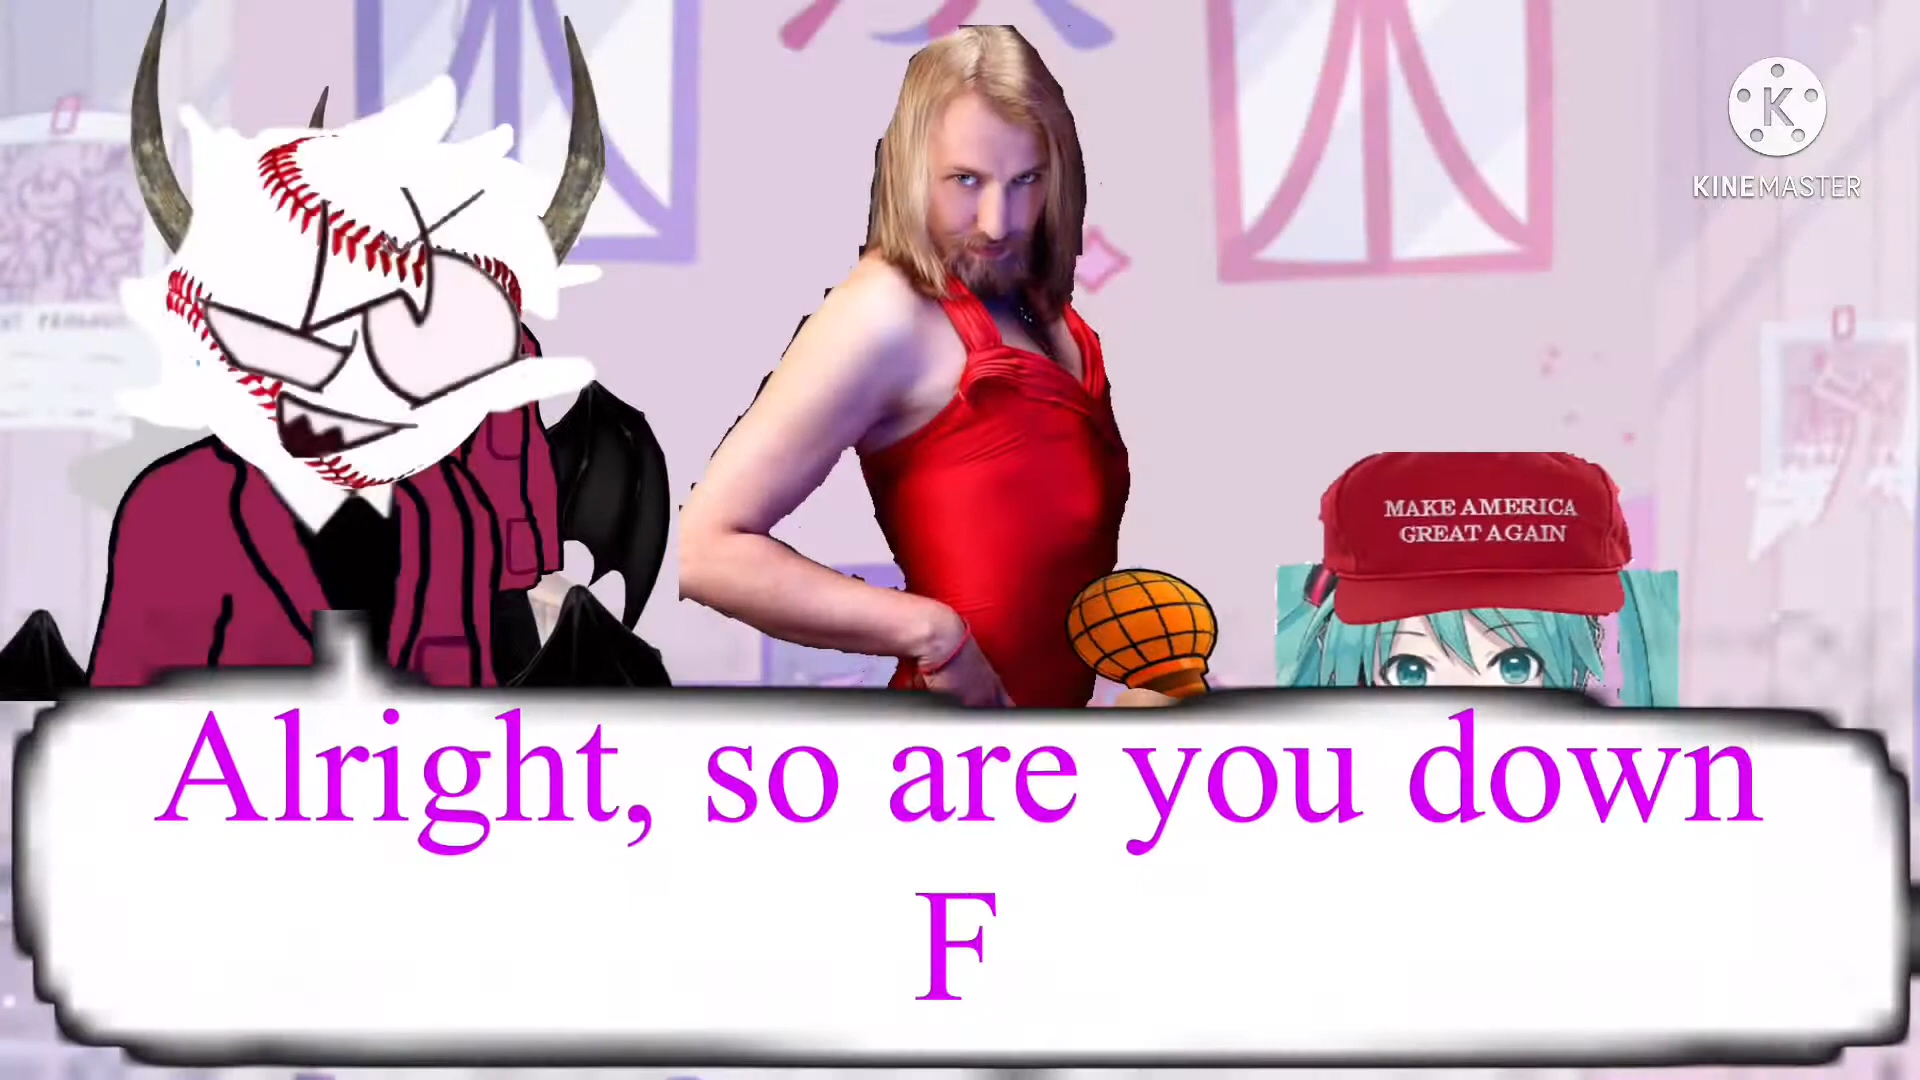 KINEMASTER
MAKE AMERICA
GREAT AGAIN
Alright, so are you down
F